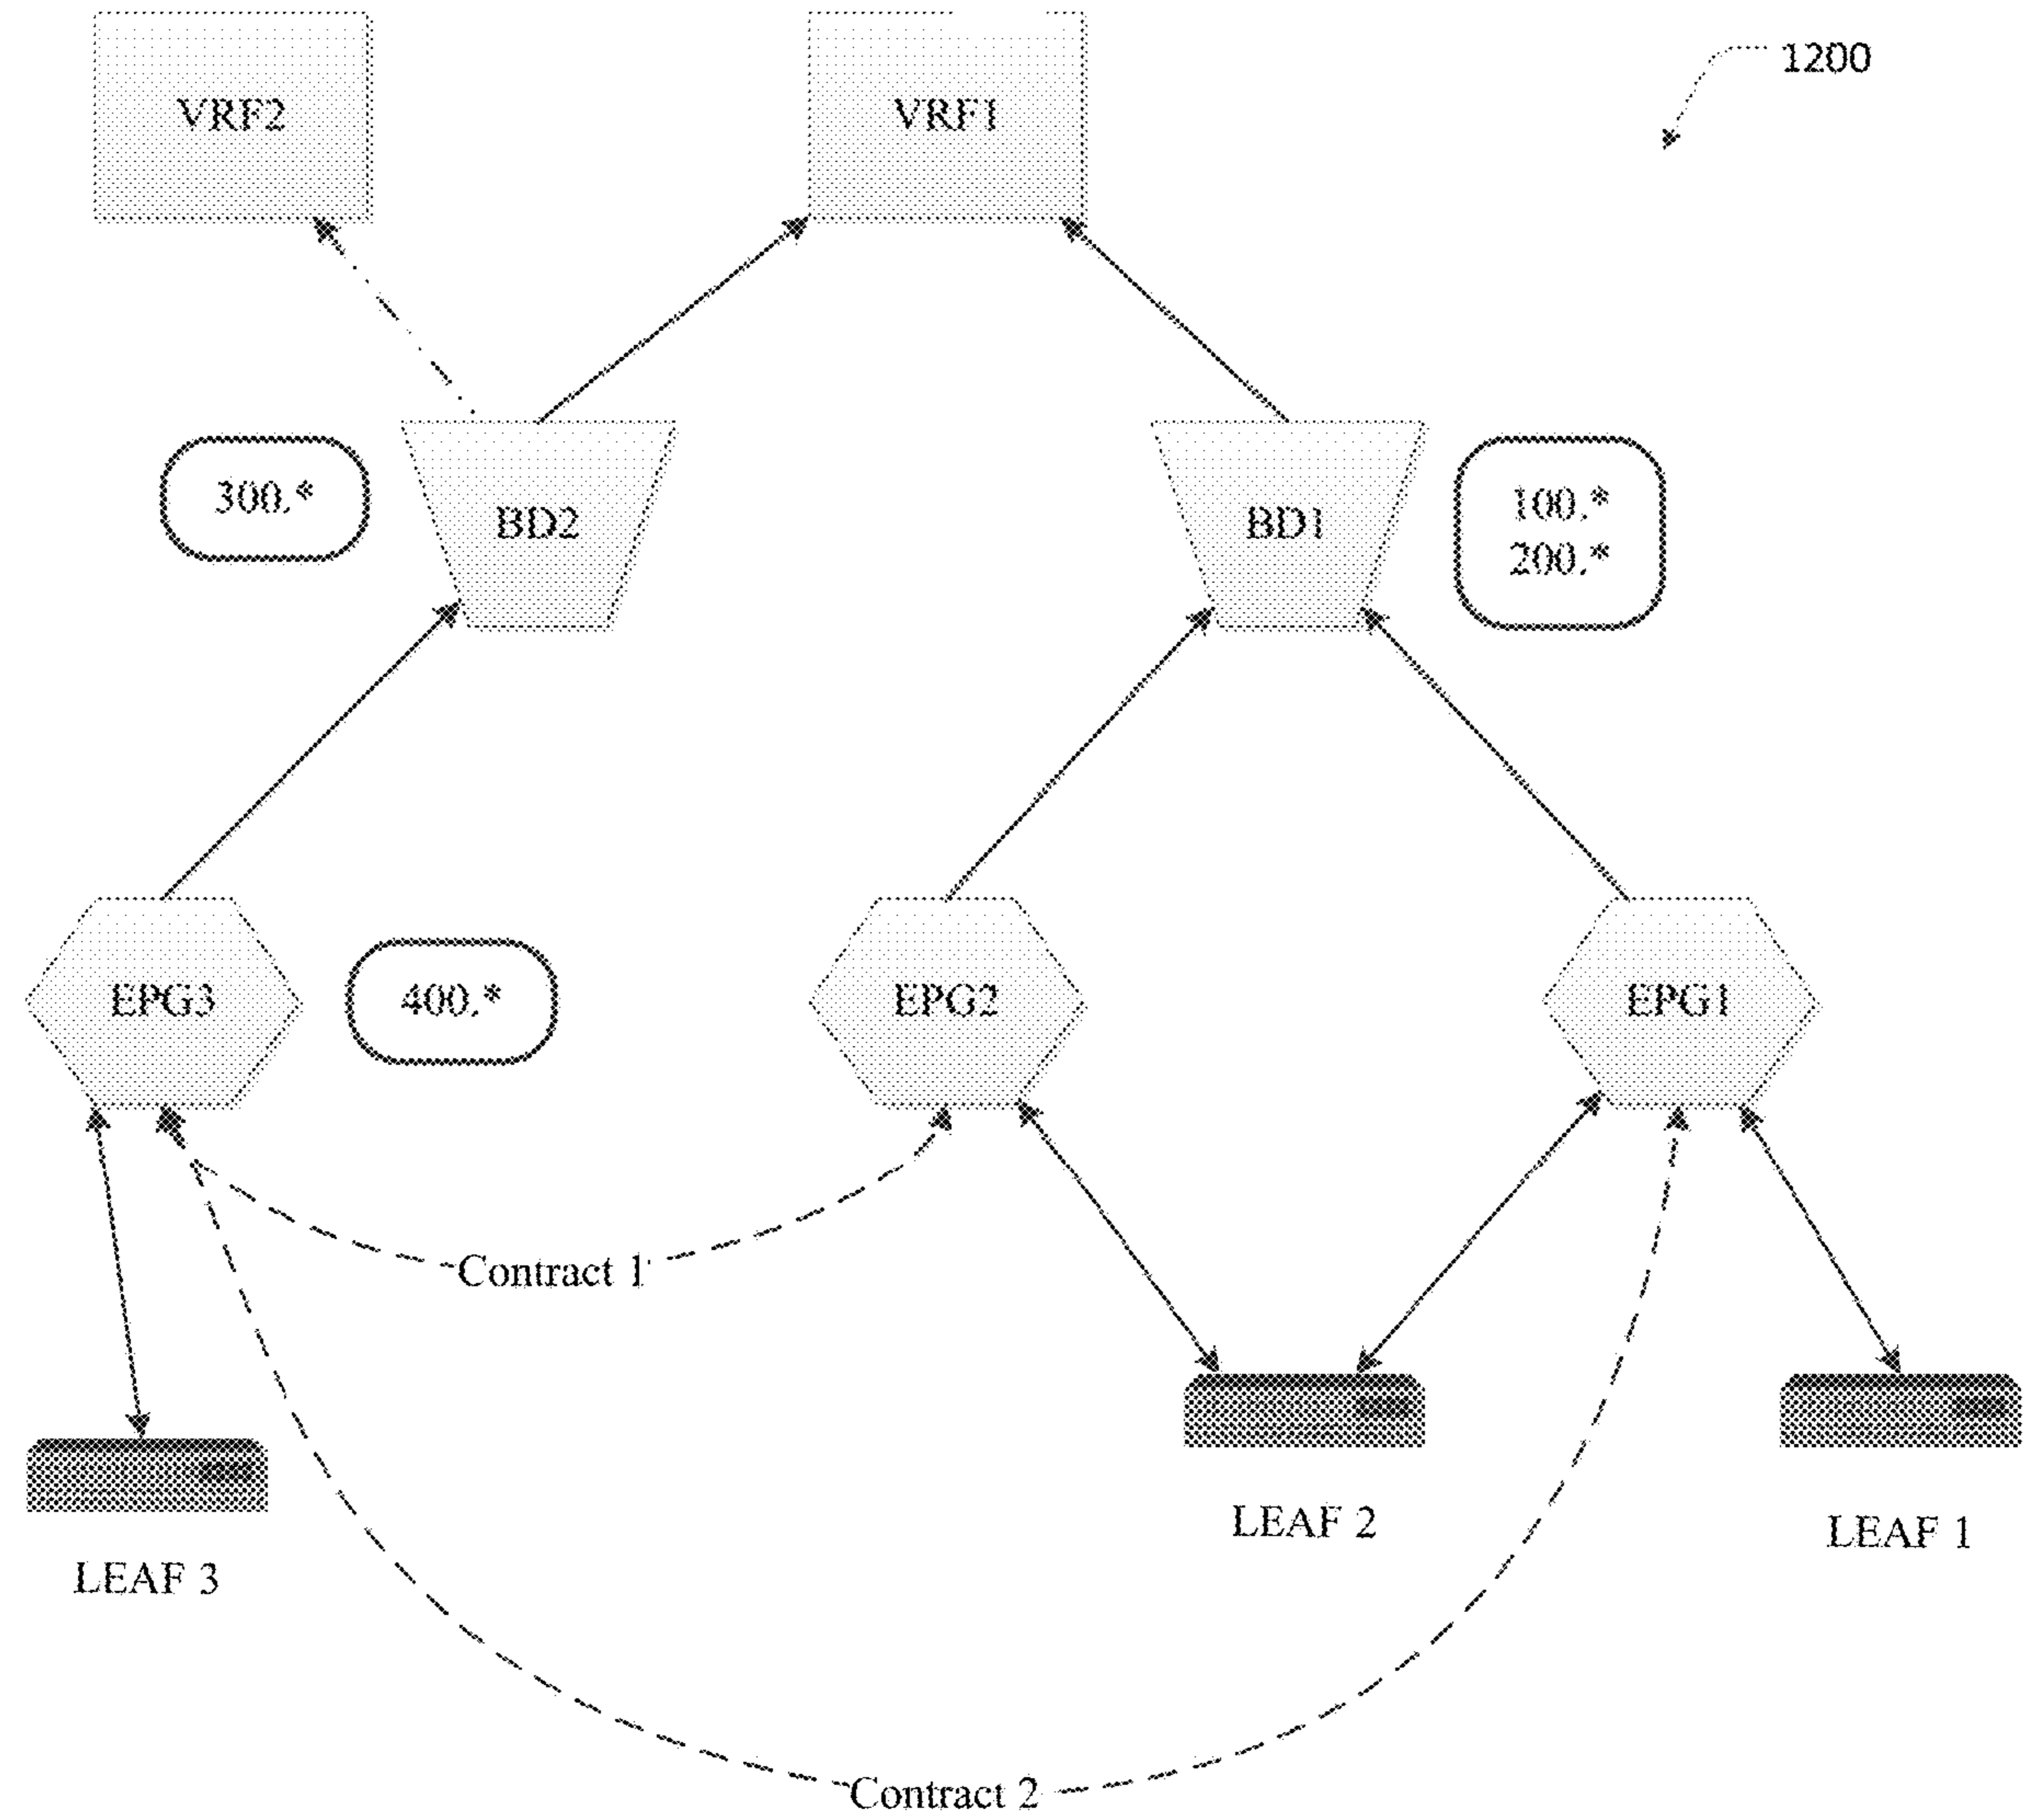 VRF2
VRF1
1200
300.*
BD2
BD1
100.*
200.*
EPG3
400.*
EPG2
EPG1
Contract 1
LEAF 3
LEAF 2
LEAF 1
Contract 2